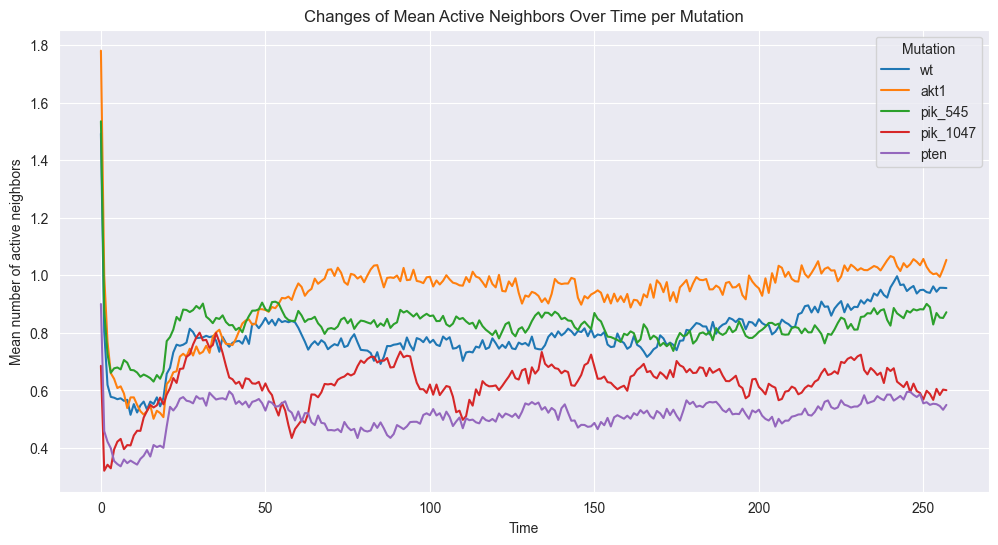 Changes of Mean Active Neighbors Over Time per Mutation
Mean number of active neighbors
1.8
1.6
1.4
1.2
1.0
0.8
0.6
0.4
0
50
100
150
200
250
Time
Mutation
wt
akt1
pik_545
pik_1047
pten